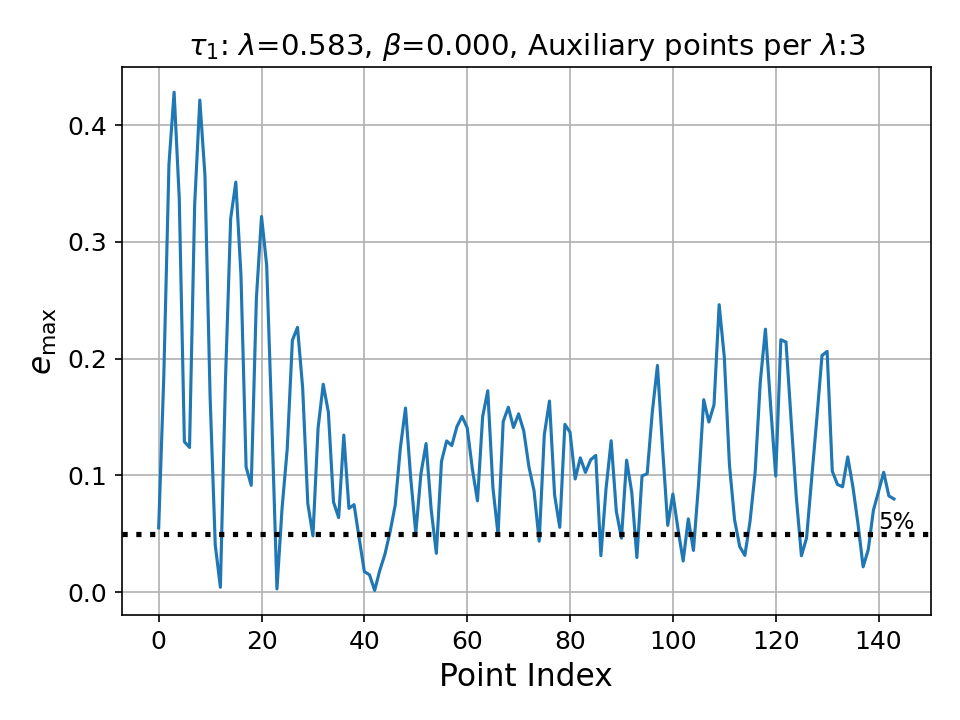 τ₁: λ=0.583, β=0.000, Auxiliary points per λ:3
0.4
0.3
0.2
0.1
0.0
e_max
5%
0 20 40 60 80 100 120 140
Point Index